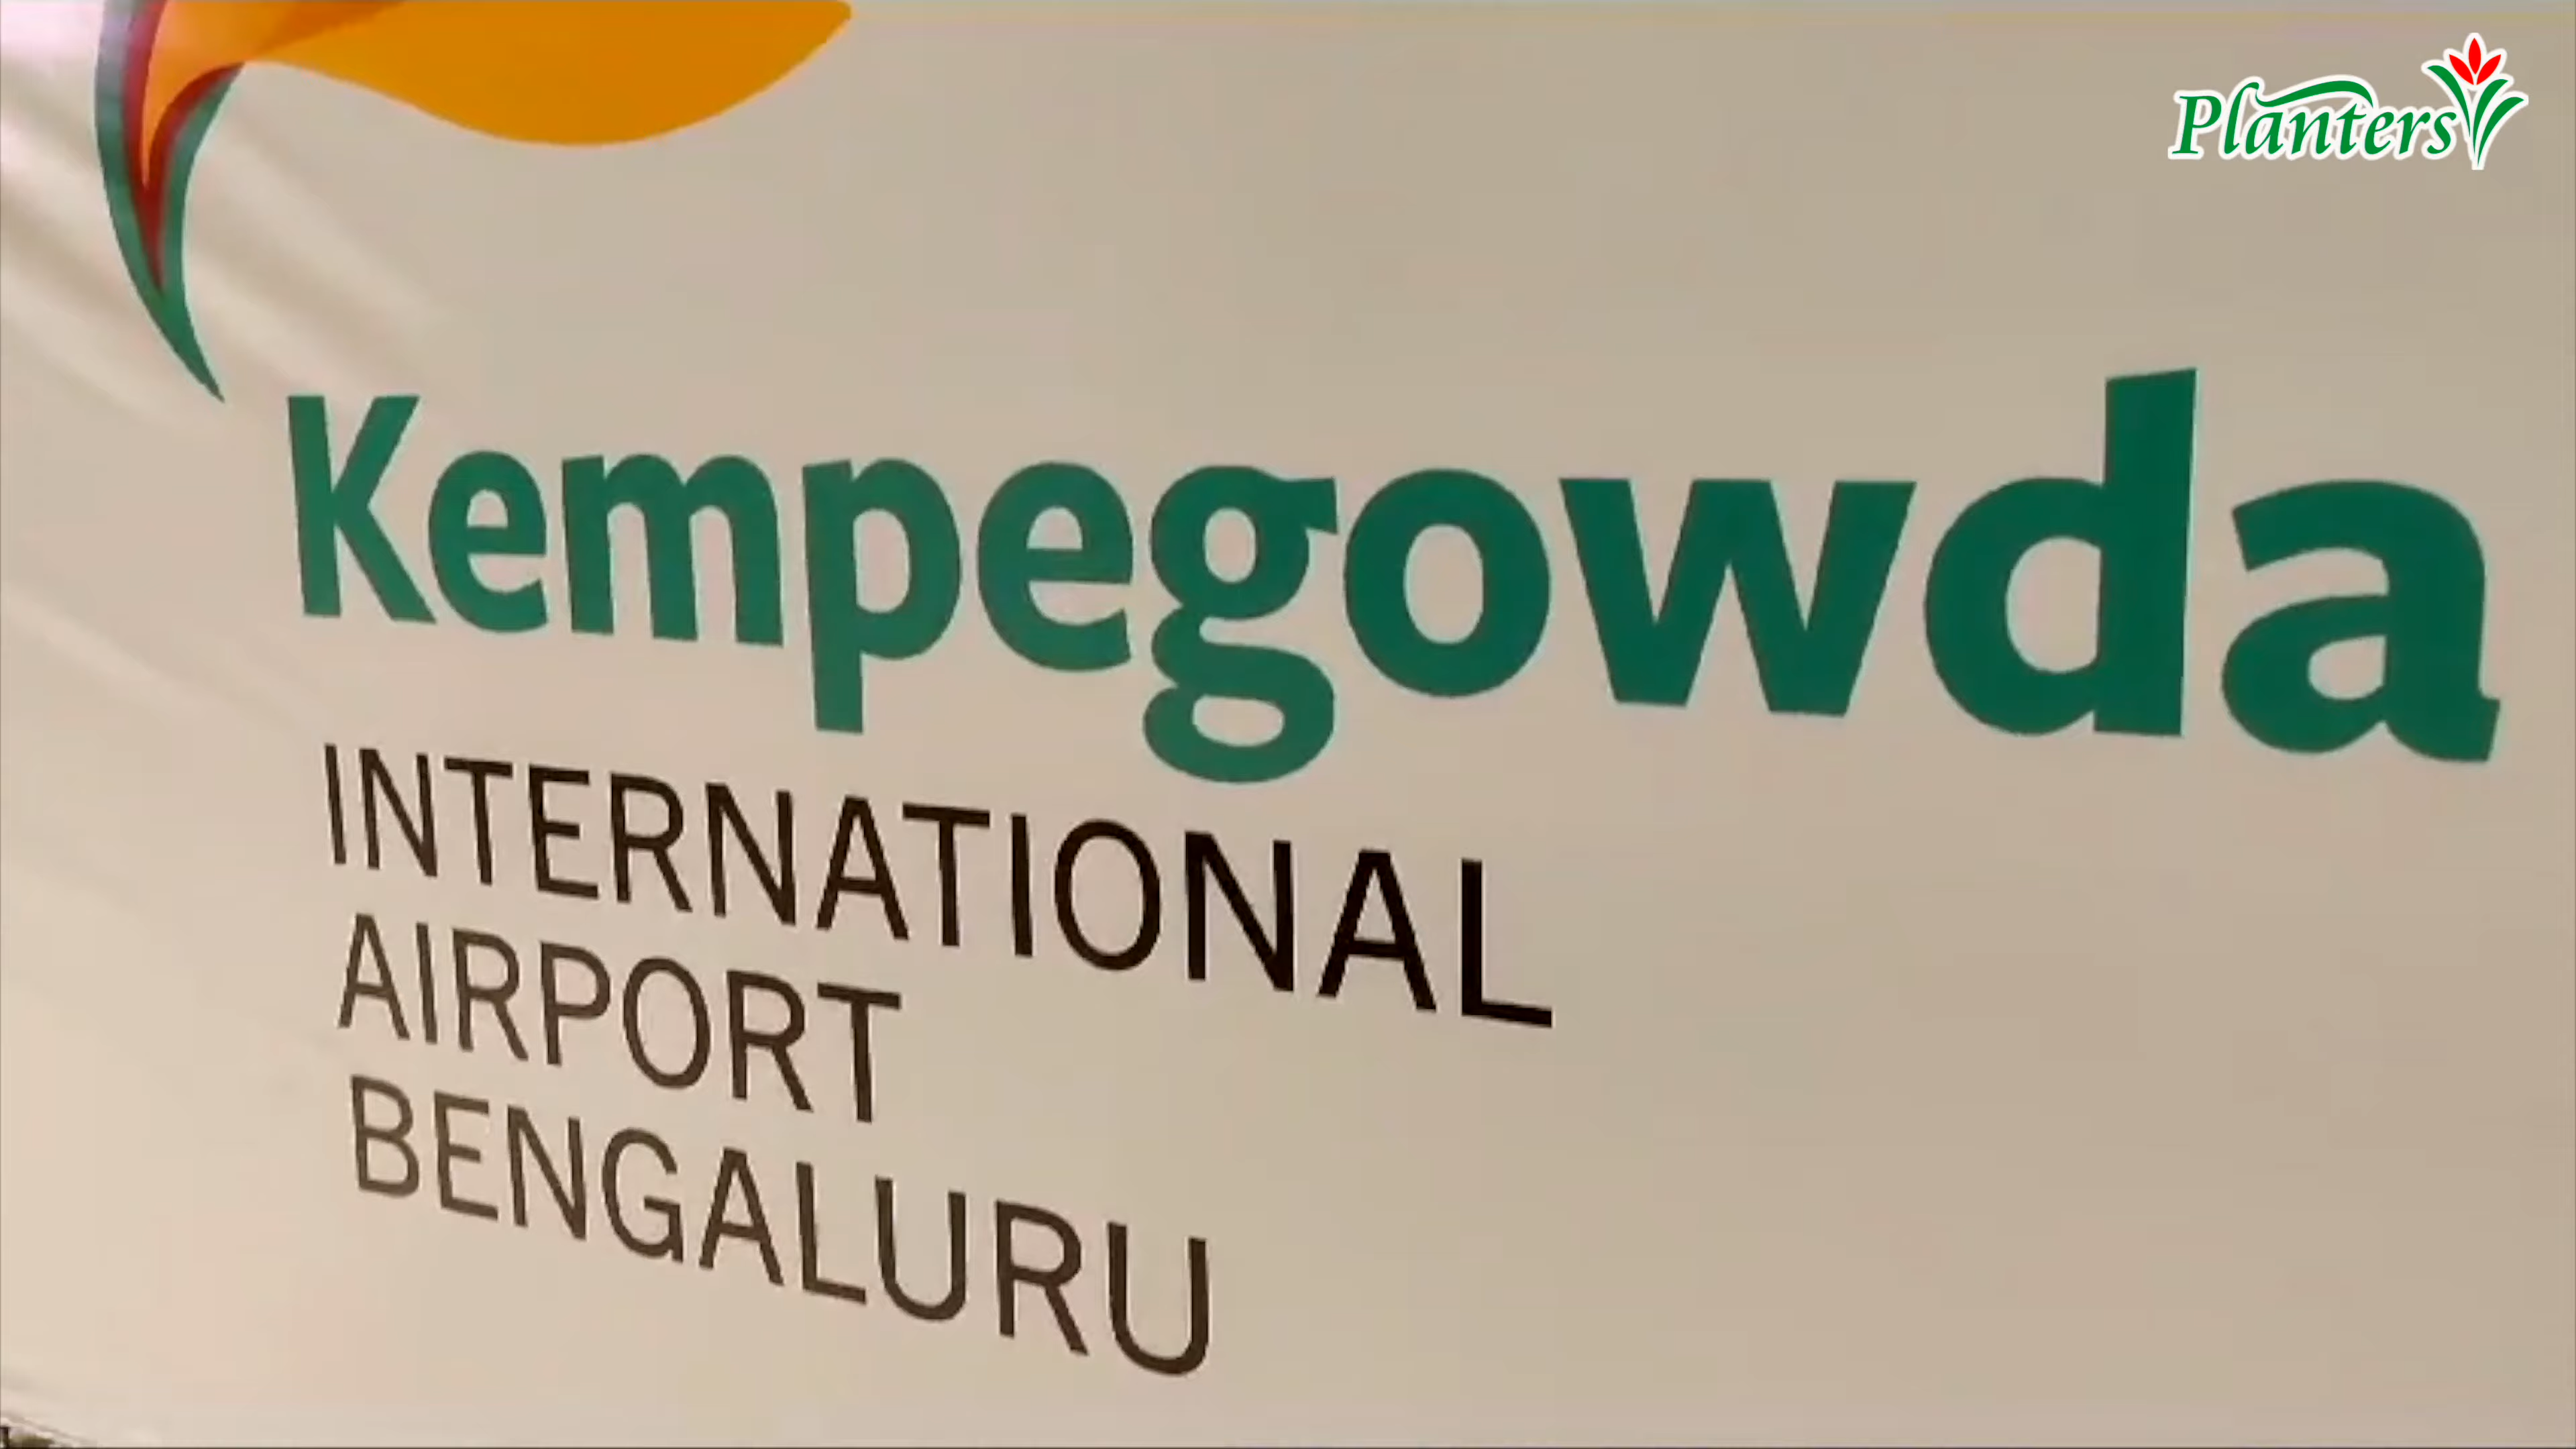 Planters
Kempegowda
INTERNATIONAL
AIRPORT
BENGALURU